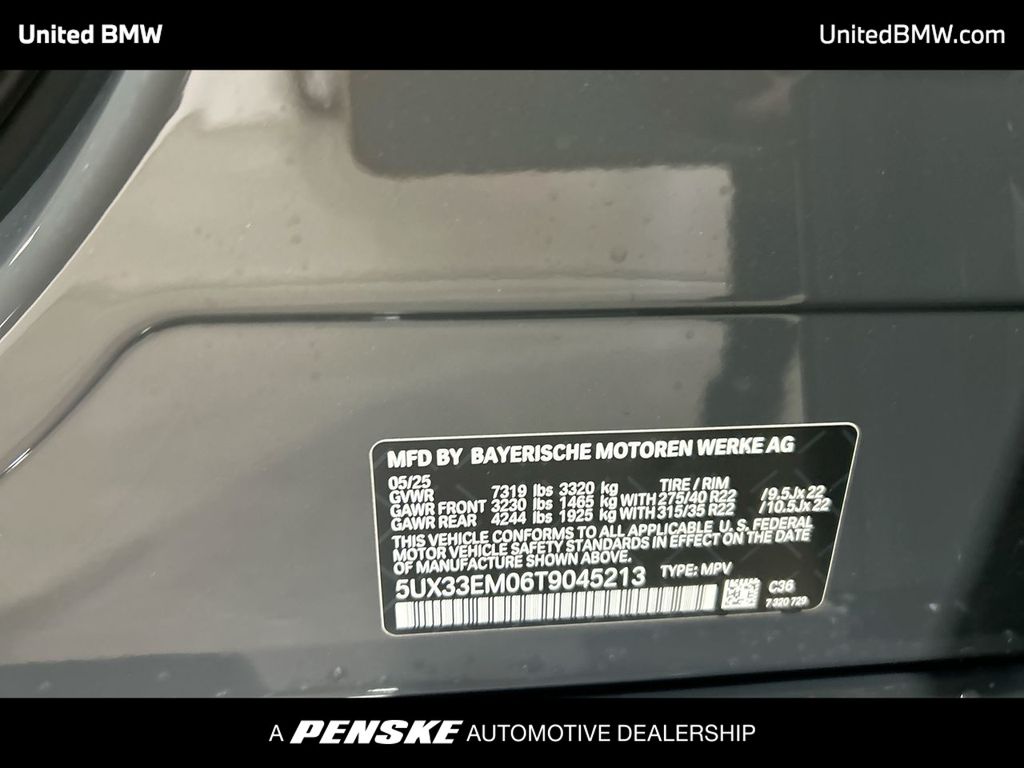 United BMW
UnitedBMW.com
MFD BY BAYERISCHE MOTOREN WERKE AG
05/25
GVWR 7319 lbs 3320 kg TIRE / RIM
GAWR FRONT 3230 lbs 1465 kg WITH 275/40 R22 /9.5Jx22
GAWR REAR 4244 lbs 1925 kg WITH 315/35 R22 /10.5Jx22
THIS VEHICLE CONFORMS TO ALL APPLICABLE U.S. FEDERAL
MOTOR VEHICLE SAFETY STANDARDS IN EFFECT ON THE DATE
OF MANUFACTURE SHOWN ABOVE.
5UX33EM06T9045213 TYPE: MPV
C36
7 320 729
A PENSKE AUTOMOTIVE DEALERSHIP